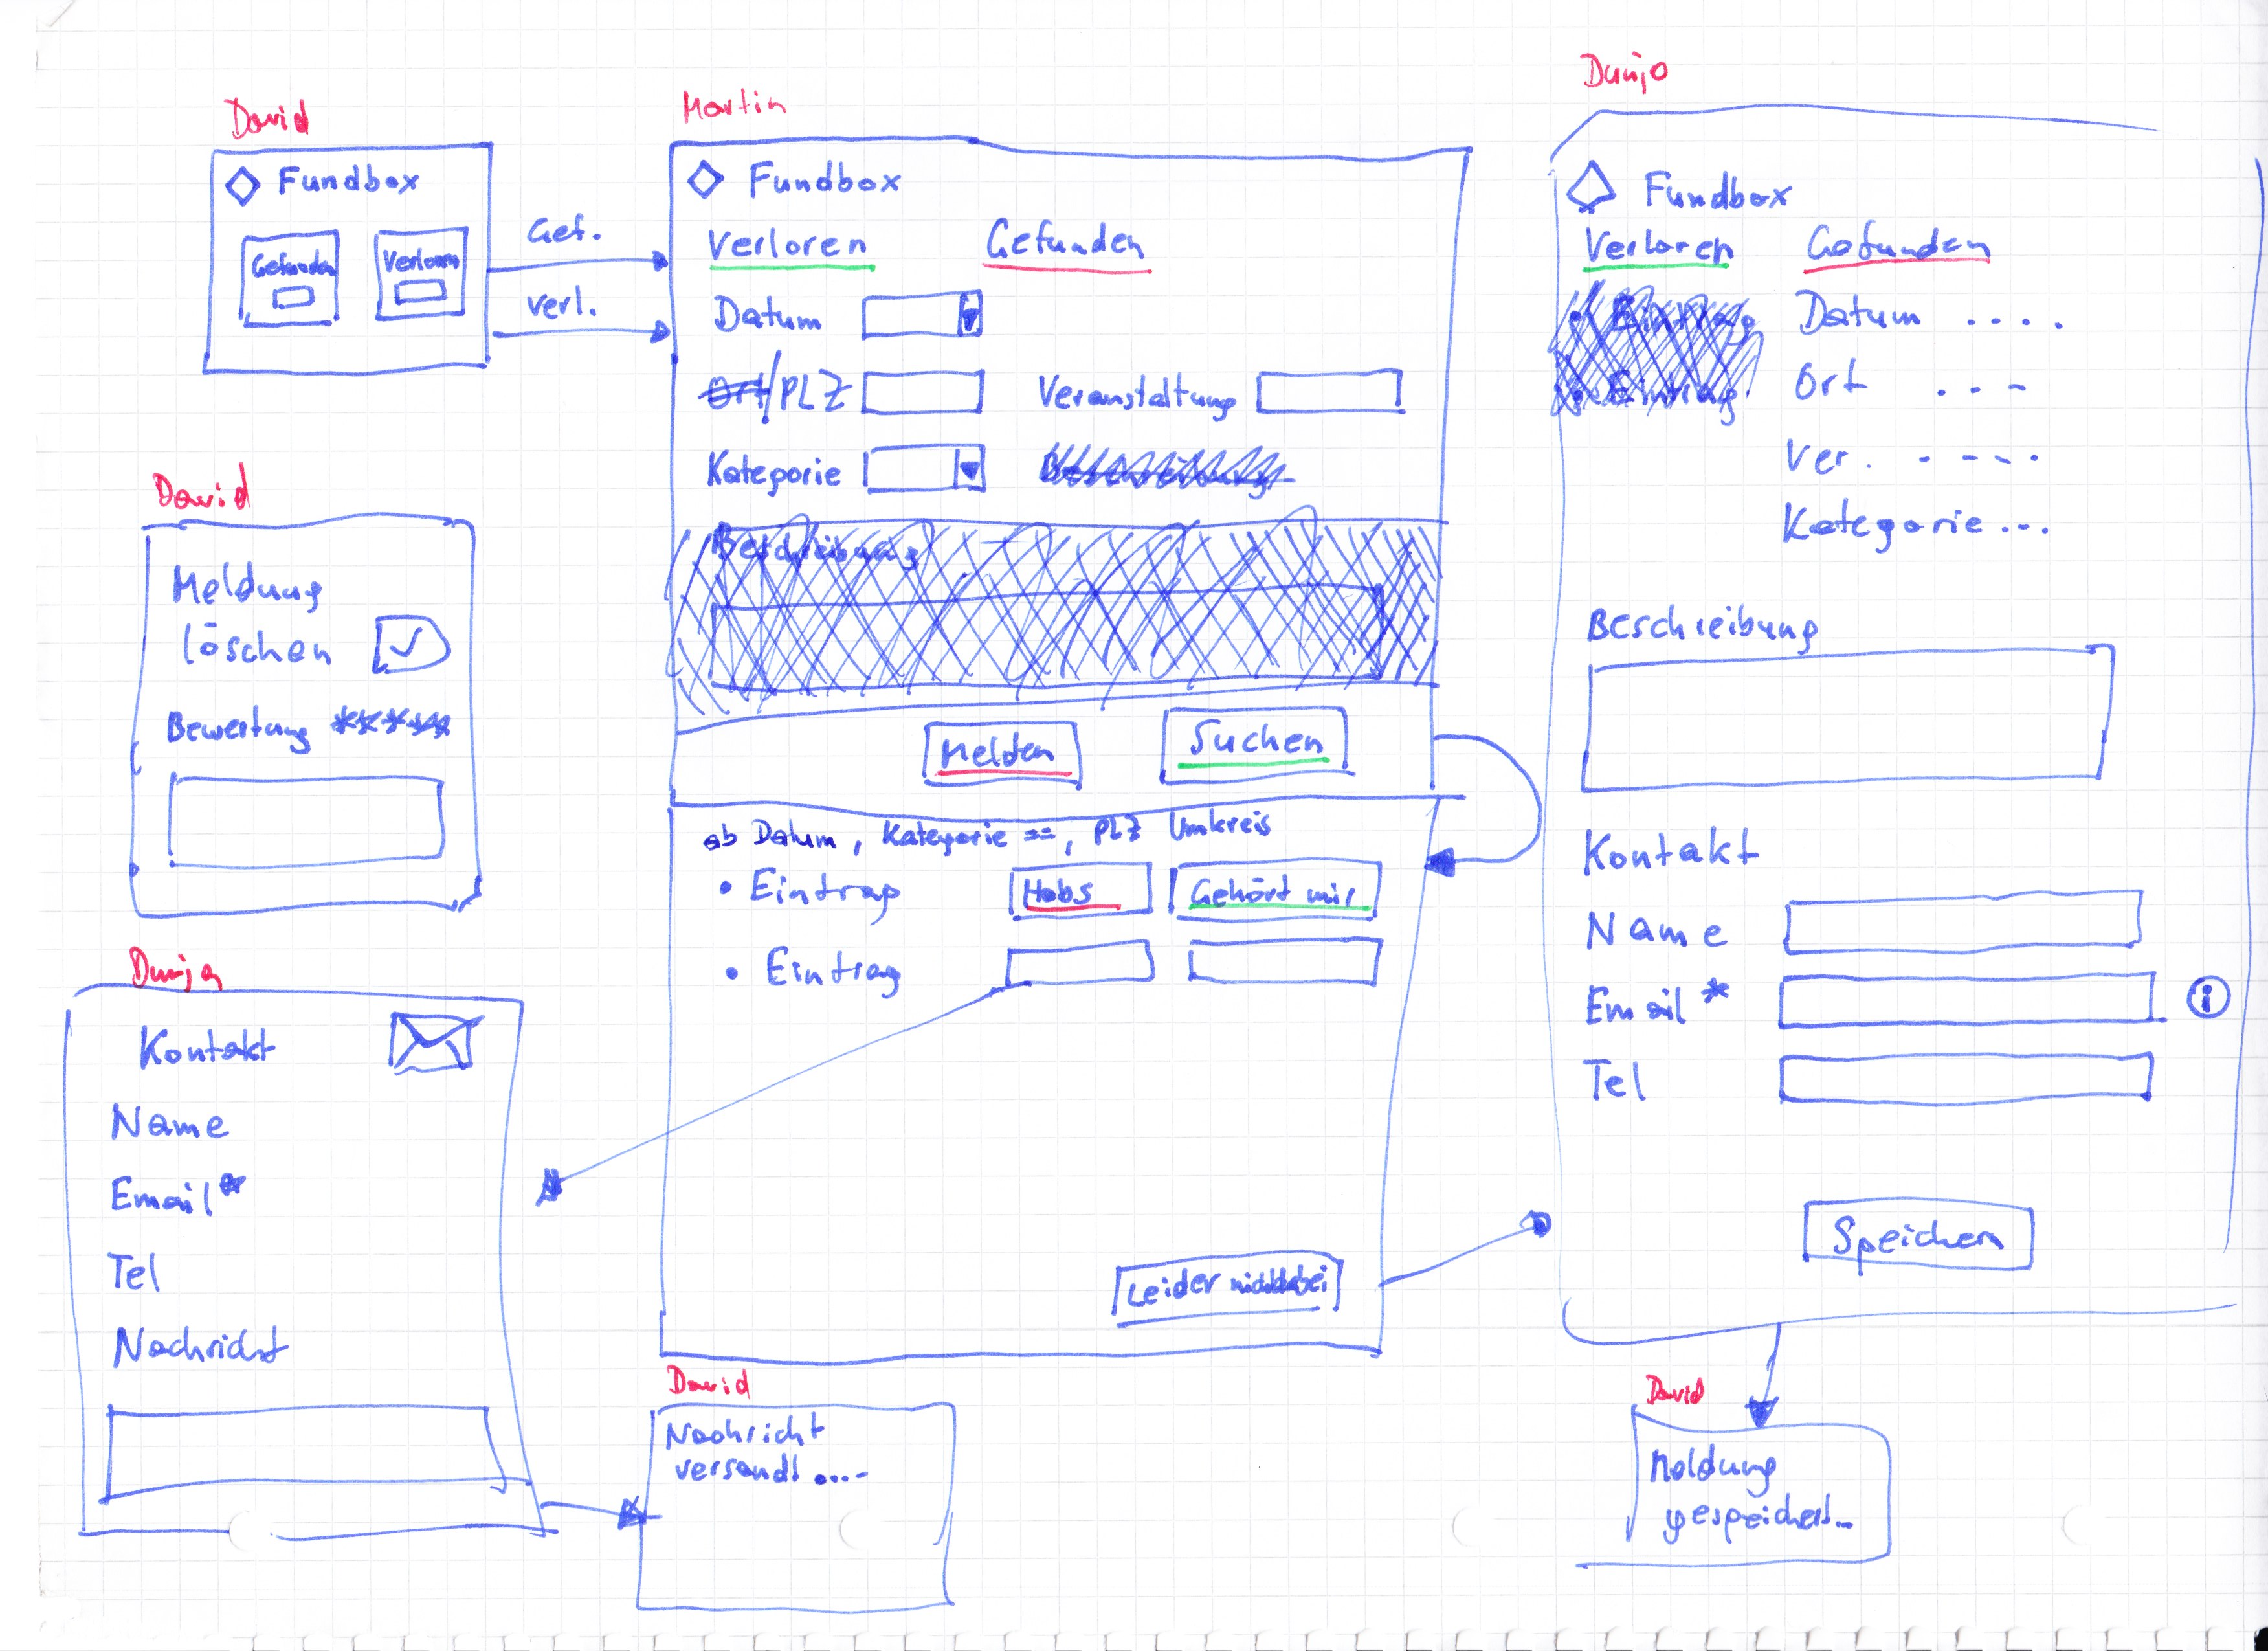 David
Fundbox
Gefunden
Verloren
Gef.
verl.
Martin
Fundbox
Verloren Gefunden
Datum
Ort/PLZ Veranstaltung
Kategorie
Beschreibung
Melden Suchen
ab Datum, Kategorie ==, PLZ Umkreis
• Eintrag Habs Gehört mir
• Eintrag
Leider nicht dabei
Dunja
Fundbox
Verloren Gefunden
• Eintrag Datum ....
• Eintrag Ort ...
Ver. ....
Kategorie ...
Beschreibung
Kontakt
Name
Email *
i
Tel
Speichern
David
Meldung
gespeichert...
David
Meldung
löschen
Bewertung *****
Dunja
Kontakt
Name
Email *
Tel
Nachricht
David
Nachricht
versandt ....